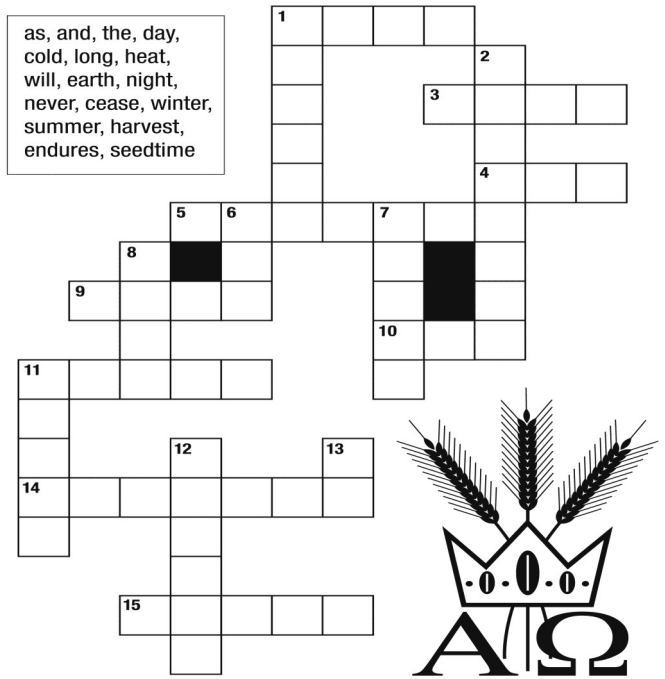 as, and, the, day,
cold, long, heat,
will, earth, night,
never, cease, winter,
summer, harvest,
endures, seedtime
1
2
3
4
5 6 7
8
9
10
11
12 13
14
15
Α Ω